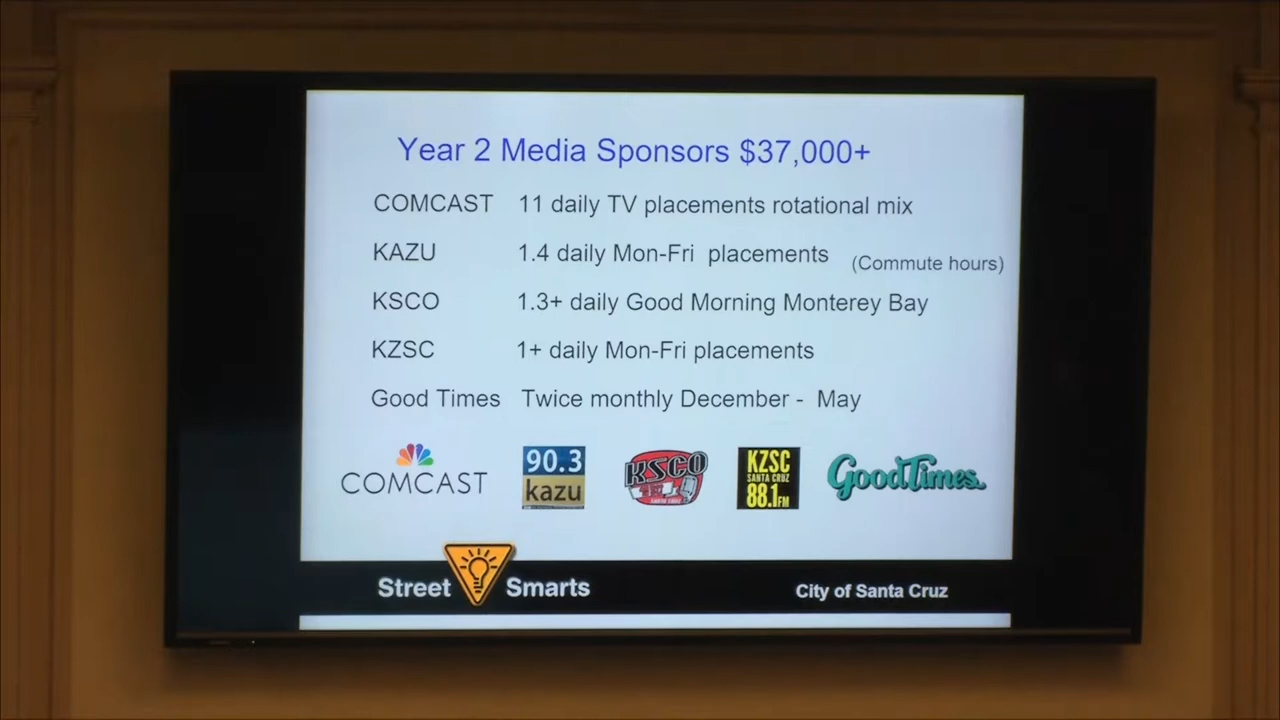 Year 2 Media Sponsors $37,000+
COMCAST 11 daily TV placements rotational mix
KAZU 1.4 daily Mon-Fri placements (Commute hours)
KSCO 1.3+ daily Good Morning Monterey Bay
KZSC 1+ daily Mon-Fri placements
Good Times Twice monthly December - May
COMCAST
90.3
kazu
KSCO
KZSC
SANTA CRUZ
88.1FM
GoodTimes
Street Smarts
City of Santa Cruz